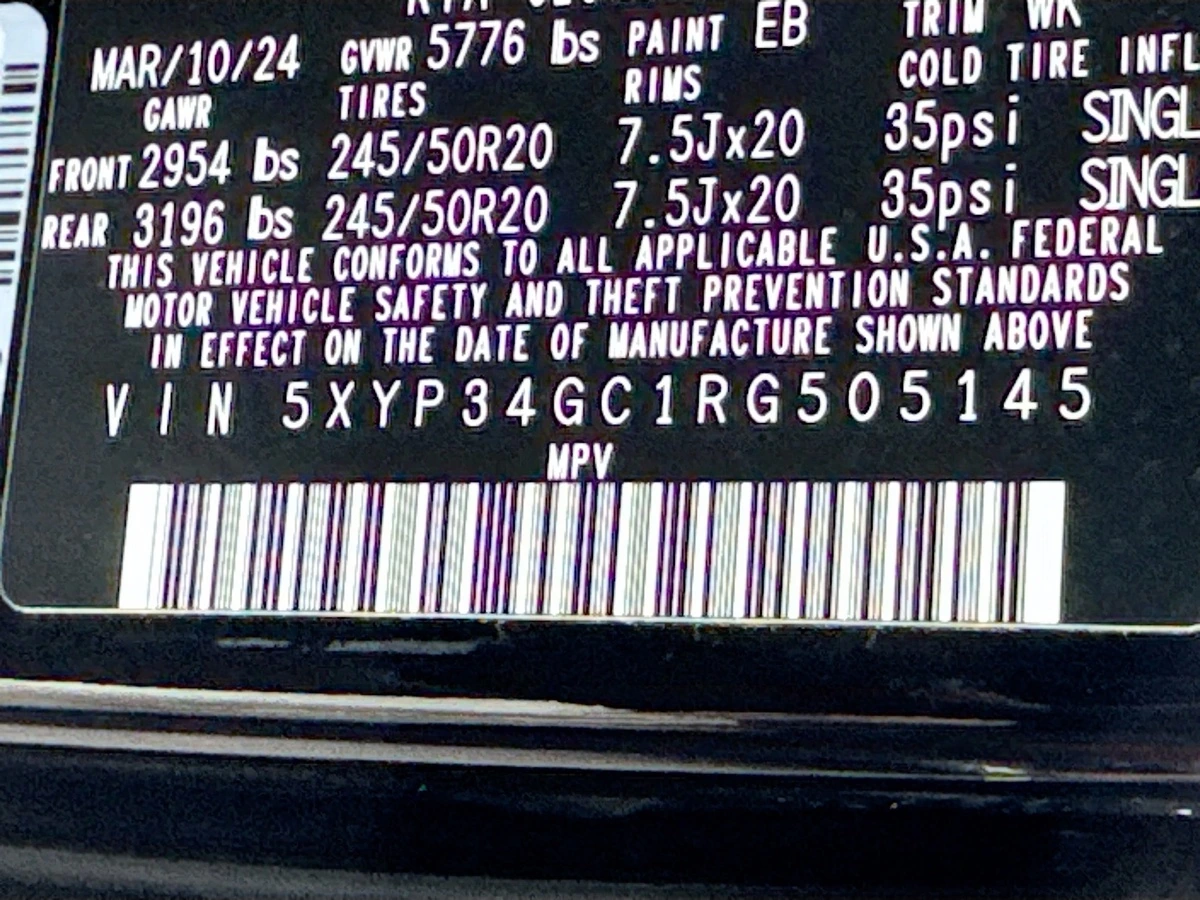 MAR/10/24 GVWR 5776 lbs PAINT EB TRIM WK
GAWR TIRES RIMS COLD TIRE INFL
FRONT 2954 lbs 245/50R20 7.5Jx20 35psi SINGL
REAR 3196 lbs 245/50R20 7.5Jx20 35psi SINGL
THIS VEHICLE CONFORMS TO ALL APPLICABLE U.S.A. FEDERAL
MOTOR VEHICLE SAFETY AND THEFT PREVENTION STANDARDS
IN EFFECT ON THE DATE OF MANUFACTURE SHOWN ABOVE
VIN 5XYP34GC1RG505145
MPV